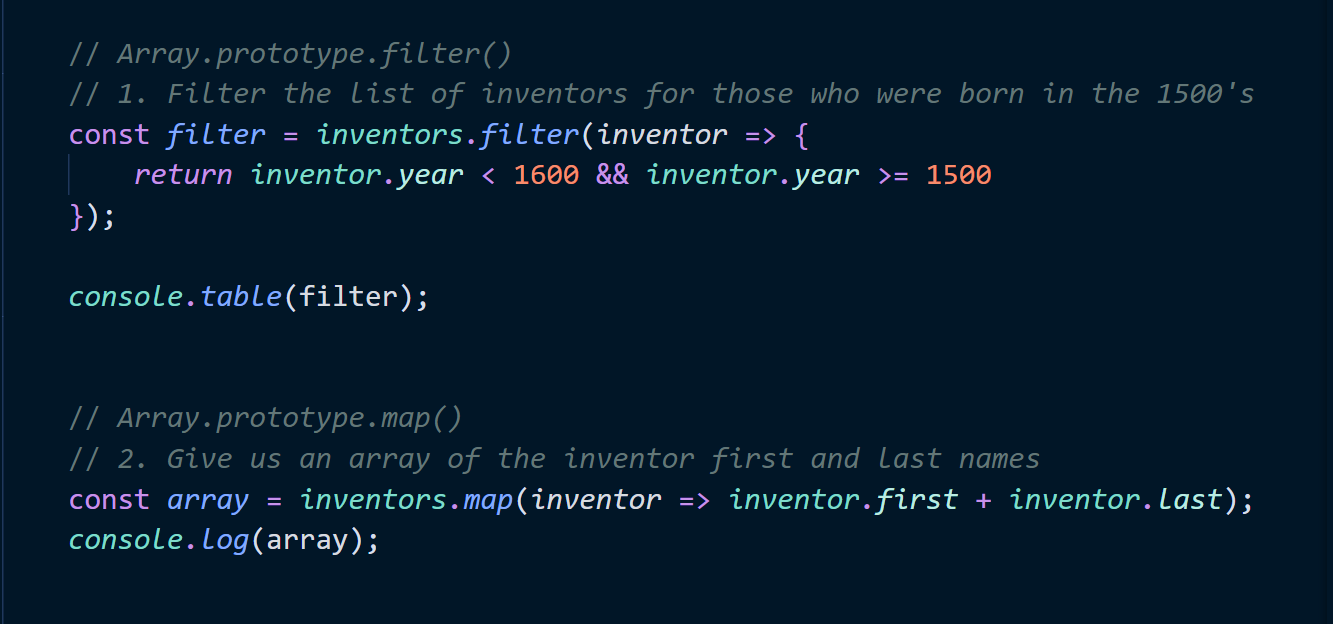 // Array.prototype.filter()
// 1. Filter the list of inventors for those who were born in the 1500's
const filter = inventors.filter(inventor => {
    return inventor.year < 1600 && inventor.year >= 1500
});
console.table(filter);
// Array.prototype.map()
// 2. Give us an array of the inventor first and last names
const array = inventors.map(inventor => inventor.first + inventor.last);
console.log(array);